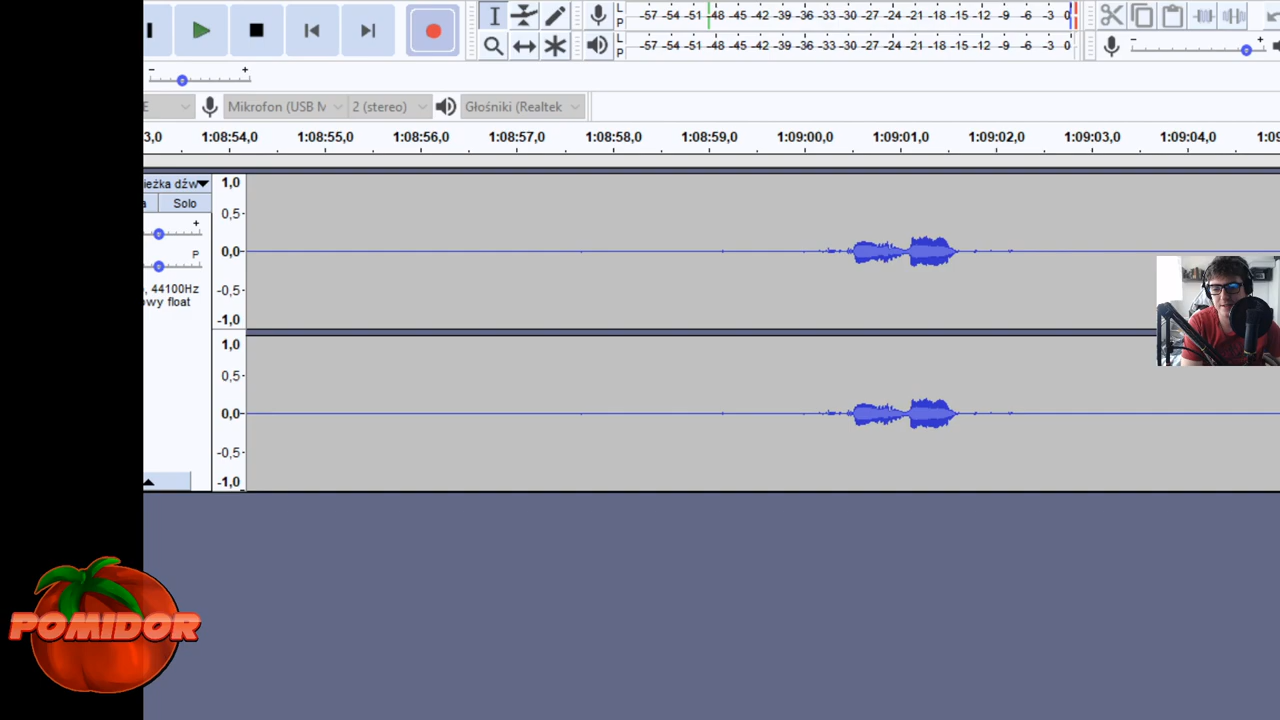 L
P
-57 -54 -51 -48 -45 -42 -39 -36 -33 -30 -27 -24 -21 -18 -15 -12 -9 -6 -3 0
L
P
-57 -54 -51 -48 -45 -42 -39 -36 -33 -30 -27 -24 -21 -18 -15 -12 -9 -6 -3 0
- +
- +
E Mikrofon (USB M 2 (stereo) Głośniki (Realtek
3,0 1:08:54,0 1:08:55,0 1:08:56,0 1:08:57,0 1:08:58,0 1:08:59,0 1:09:00,0 1:09:01,0 1:09:02,0 1:09:03,0 1:09:04,0 1:09
ieżka dźw
Solo
+
P
, 44100Hz
owy float
1,0
0,5
0,0
-0,5
-1,0
1,0
0,5
0,0
-0,5
-1,0
POMIDOR